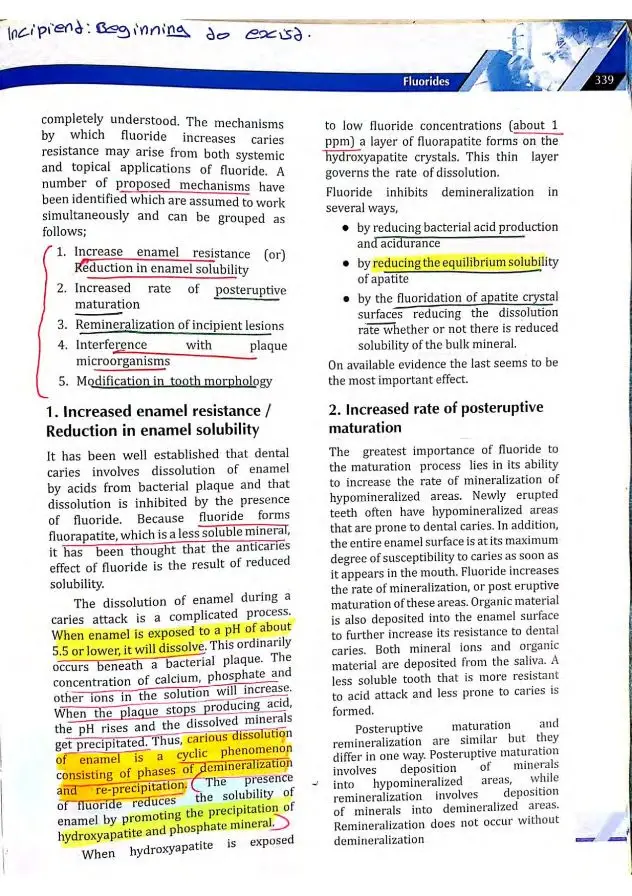 Incipiend: Beginning do exisd.
Fluorides
339
completely understood. The mechanisms
by which fluoride increases caries
resistance may arise from both systemic
and topical applications of fluoride. A
number of proposed mechanisms have
been identified which are assumed to work
simultaneously and can be grouped as
follows;
1. Increase enamel resistance (or)
Reduction in enamel solubility
2. Increased rate of posteruptive
maturation
3. Remineralization of incipient lesions
4. Interference with plaque
microorganisms
5. Modification in tooth morphology
1. Increased enamel resistance /
Reduction in enamel solubility
It has been well established that dental
caries involves dissolution of enamel
by acids from bacterial plaque and that
dissolution is inhibited by the presence
of fluoride. Because fluoride forms
fluorapatite, which is a less soluble mineral,
it has been thought that the anticaries
effect of fluoride is the result of reduced
solubility.
The dissolution of enamel during a
caries attack is a complicated process.
When enamel is exposed to a pH of about
5.5 or lower, it will dissolve. This ordinarily
occurs beneath a bacterial plaque. The
concentration of calcium, phosphate and
other ions in the solution will increase.
When the plaque stops producing acid,
the pH rises and the dissolved minerals
get precipitated. Thus, carious dissolution
of enamel is a cyclic phenomenon
consisting of phases of demineralization
and re-precipitation. The presence
of fluoride reduces the solubility of
enamel by promoting the precipitation of
hydroxyapatite and phosphate mineral.
When hydroxyapatite is exposed
to low fluoride concentrations (about 1
ppm) a layer of fluorapatite forms on the
hydroxyapatite crystals. This thin layer
governs the rate of dissolution.
Fluoride inhibits demineralization in
several ways,
• by reducing bacterial acid production
and acidurance
• by reducing the equilibrium solubility
of apatite
• by the fluoridation of apatite crystal
surfaces reducing the dissolution
rate whether or not there is reduced
solubility of the bulk mineral.
On available evidence the last seems to be
the most important effect.
2. Increased rate of posteruptive
maturation
The greatest importance of fluoride to
the maturation process lies in its ability
to increase the rate of mineralization of
hypomineralized areas. Newly erupted
teeth often have hypomineralized areas
that are prone to dental caries. In addition,
the entire enamel surface is at its maximum
degree of susceptibility to caries as soon as
it appears in the mouth. Fluoride increases
the rate of mineralization, or post eruptive
maturation of these areas. Organic material
is also deposited into the enamel surface
to further increase its resistance to dental
caries. Both mineral ions and organic
material are deposited from the saliva. A
less soluble tooth that is more resistant
to acid attack and less prone to caries is
formed.
Posteruptive maturation and
remineralization are similar but they
differ in one way. Posteruptive maturation
involves deposition of minerals
into hypomineralized areas, while
remineralization involves deposition
of minerals into demineralized areas.
Remineralization does not occur without
demineralization